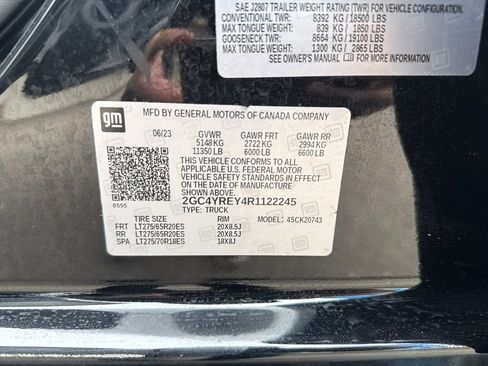 SAE J2807 TRAILER WEIGHT RATING (TWR) FOR VEHICLE CONFIGURATION.
CONVENTIONAL TWR: 8392 KG / 18500 LBS
MAX TONGUE WEIGHT: 839 KG / 1850 LBS
GOOSENECK TWR: 8664 KG / 19100 LBS
MAX TONGUE WEIGHT: 1300 KG / 2865 LBS
SEE OWNER'S MANUAL FOR MORE INFORMATION
gm
MFD BY GENERAL MOTORS OF CANADA COMPANY
06/23 GVWR GAWR FRT GAWR RR
5148 KG 2722 KG 2994 KG
11350 LB 6000 LB 6600 LB
THIS VEHICLE CONFORMS TO ALL
APPLICABLE U.S. FEDERAL MOTOR
VEHICLE SAFETY STANDARDS IN
EFFECT ON THE DATE OF MANUFACTURE
SHOWN ABOVE.
2GC4YREY4R1122245
8555 TYPE: TRUCK
TIRE SIZE RIM MODEL: 45CK20743
FRT LT275/65R20ES 20X8.5J
RR LT275/65R20ES 20X8.5J
SPA LT275/70R18ES 18X8J